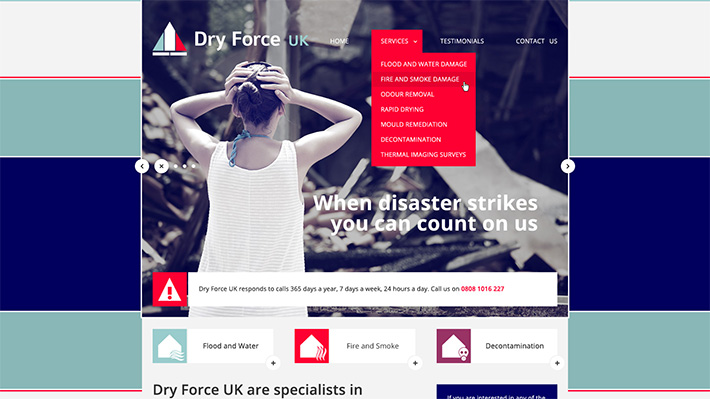 Dry Force UK
HOME
SERVICES
TESTIMONIALS
CONTACT US
FLOOD AND WATER DAMAGE
FIRE AND SMOKE DAMAGE
ODOUR REMOVAL
RAPID DRYING
MOULD REMEDIATION
DECONTAMINATION
THERMAL IMAGING SURVEYS
When disaster strikes
you can count on us
Dry Force UK responds to calls 365 days a year, 7 days a week, 24 hours a day. Call us on 0808 1016 227
Flood and Water
Fire and Smoke
Decontamination
Dry Force UK are specialists in
If you are interested in any of the